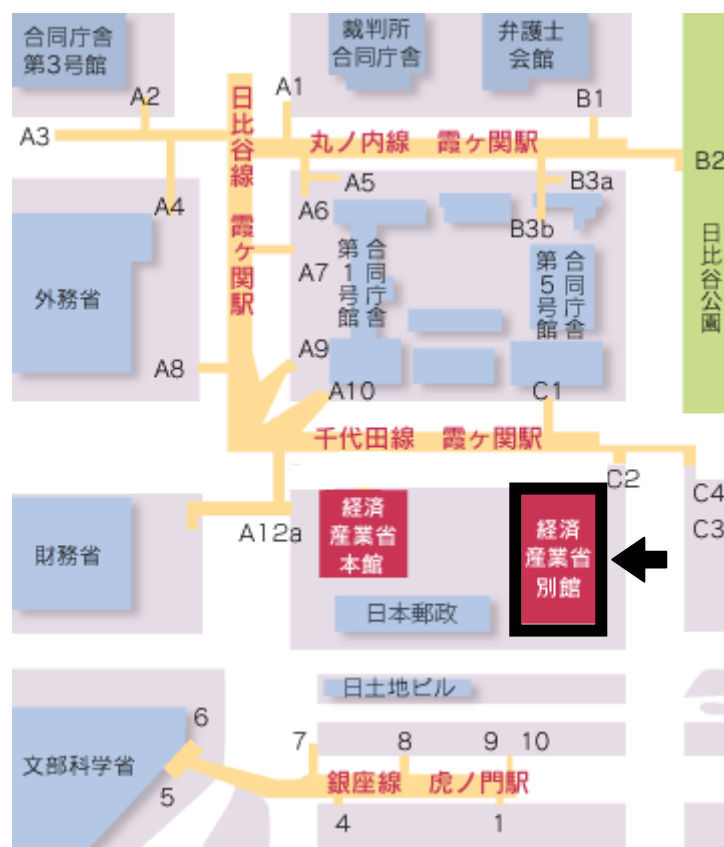 合同庁舎
第3号館
裁判所
合同庁舎
弁護士
会館
A2
A1
B1
A3
日比谷線 霞ヶ関駅
丸ノ内線 霞ヶ関駅
B2
A5
B3a
A4
A6
B3b
日比谷公園
外務省
A7
合同庁舎
第1号館
合同庁舎
第5号館
A8
A9
A10
C1
千代田線 霞ヶ関駅
C2
C4
C3
A12a
経済
産業省
本館
経済
産業省
別館
財務省
日本郵政
日土地ビル
6
7
8
9
10
文部科学省
5
銀座線 虎ノ門駅
4
1